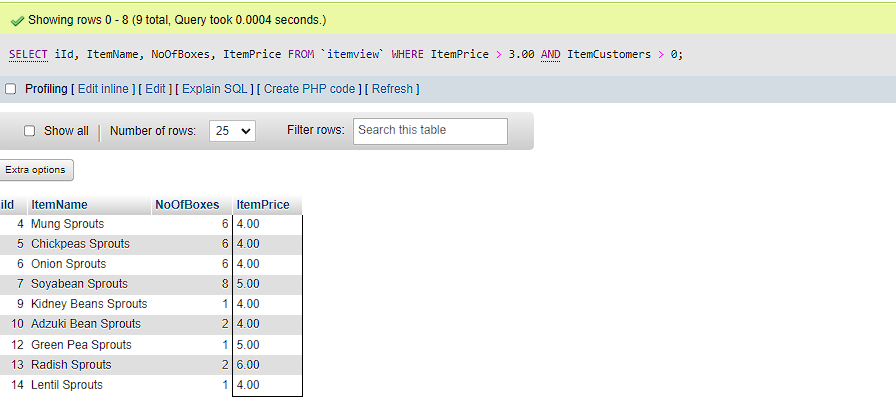 Showing rows 0 - 8 (9 total, Query took 0.0004 seconds.)
SELECT iId, ItemName, NoOfBoxes, ItemPrice FROM `itemview` WHERE ItemPrice > 3.00 AND ItemCustomers > 0;
Profiling [ Edit inline ] [ Edit ] [ Explain SQL ] [ Create PHP code ] [ Refresh ]
Show all Number of rows: 25 Filter rows: Search this table
Extra options
iId ItemName NoOfBoxes ItemPrice
4 Mung Sprouts 6 4.00
5 Chickpeas Sprouts 6 4.00
6 Onion Sprouts 6 4.00
7 Soyabean Sprouts 8 5.00
9 Kidney Beans Sprouts 1 4.00
10 Adzuki Bean Sprouts 2 4.00
12 Green Pea Sprouts 1 5.00
13 Radish Sprouts 2 6.00
14 Lentil Sprouts 1 4.00